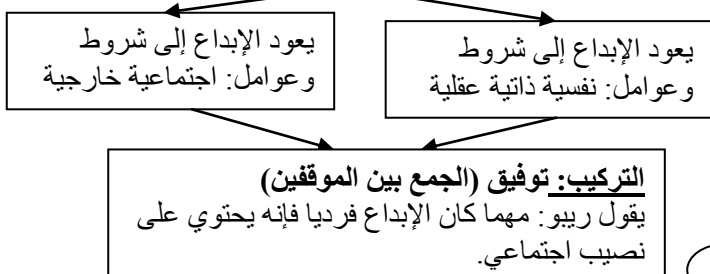 يعود الإبداع إلى شروط
وعوامل: نفسية ذاتية عقلية
يعود الإبداع إلى شروط
وعوامل: اجتماعية خارجية
التركيب: توفيق (الجمع بين الموقفين)
يقول ريبو: مهما كان الإبداع فرديا فإنه يحتوي على
نصيب اجتماعي.